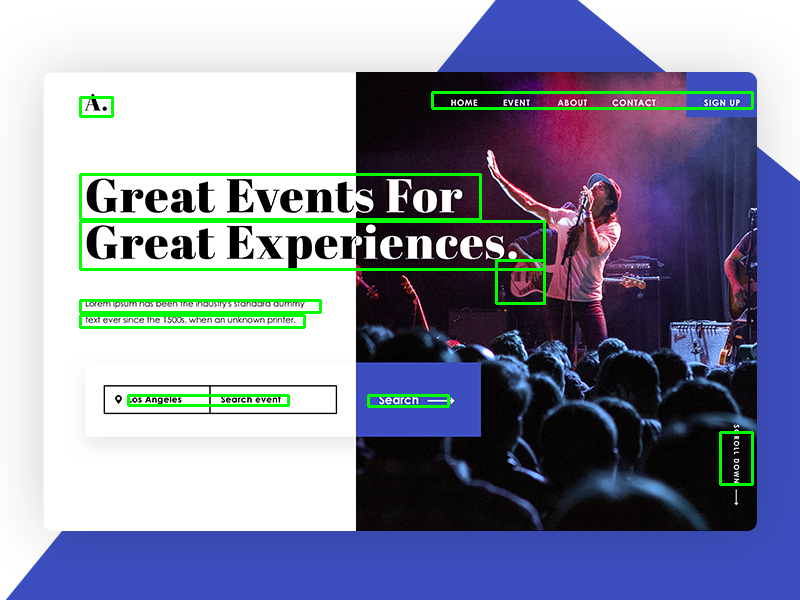 A.
HOME EVENT ABOUT CONTACT SIGN UP
Great Events For
Great Experiences.
Lorem Ipsum has been the industry's standard dummy
text ever since the 1500s, when an unknown printer.
Los Angeles Search event Search
SCROLL DOWN